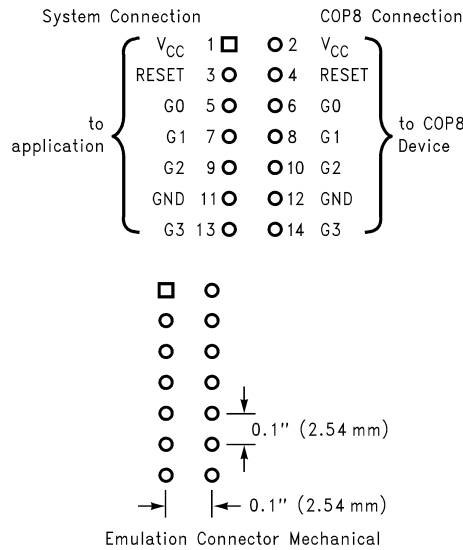 System Connection COP8 Connection
VCC 1 2 VCC
RESET 3 4 RESET
G0 5 6 G0
to application
G1 7 8 G1
to COP8 Device
G2 9 10 G2
GND 11 12 GND
G3 13 14 G3
0.1" (2.54 mm)
0.1" (2.54 mm)
Emulation Connector Mechanical